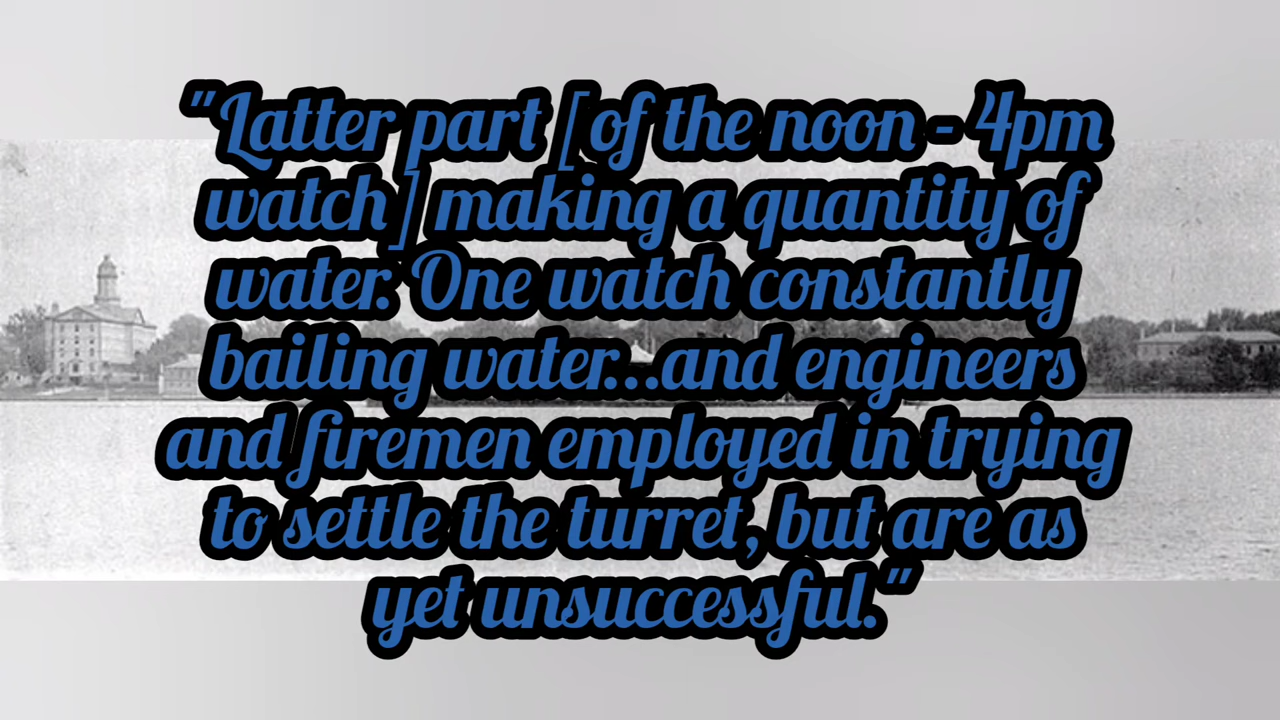 "Latter part [of the noon - 4pm
watch] making a quantity of
water. One watch constantly
bailing water...and engineers
and firemen employed in trying
to settle the turret, but are as
yet unsuccessful."